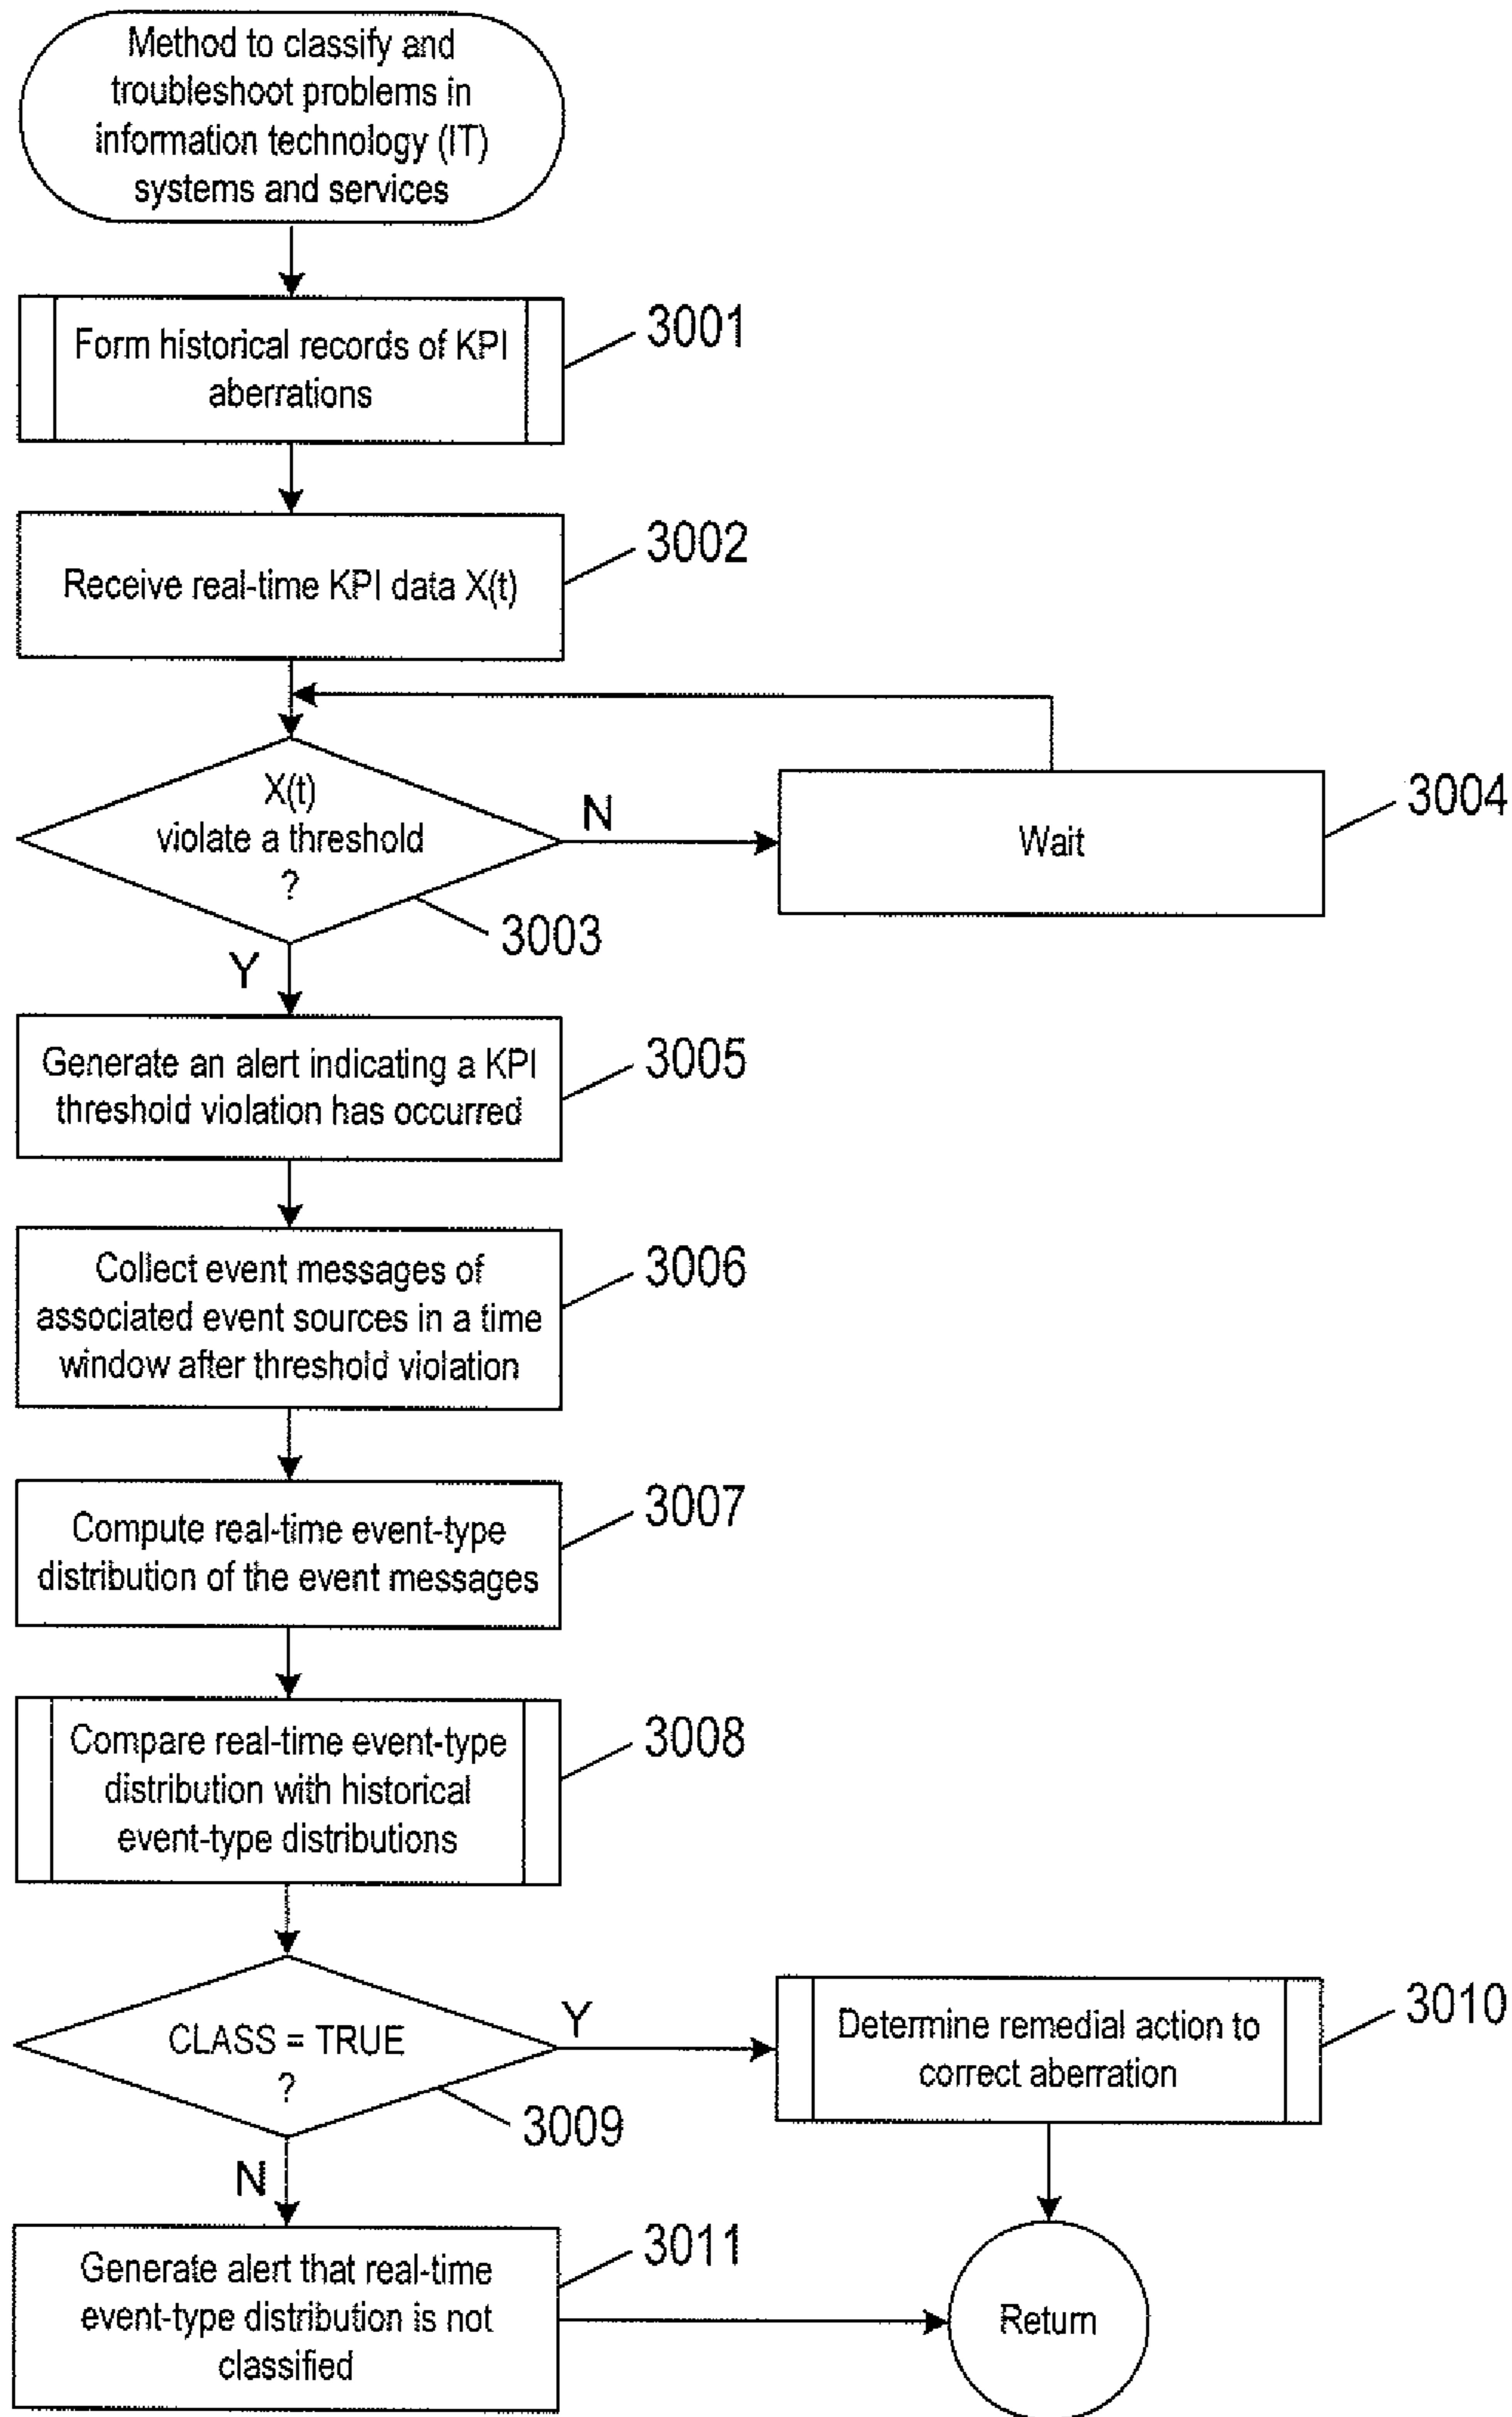 Method to classify and
troubleshoot problems in
information technology (IT)
systems and services
Form historical records of KPI
aberrations
3001
Receive real-time KPI data X(t)
3002
X(t)
violate a threshold
?
3003
N
Wait
3004
Y
Generate an alert indicating a KPI
threshold violation has occurred
3005
Collect event messages of
associated event sources in a time
window after threshold violation
3006
Compute real-time event-type
distribution of the event messages
3007
Compare real-time event-type
distribution with historical
event-type distributions
3008
CLASS = TRUE
?
3009
Y
Determine remedial action to
correct aberration
3010
N
Generate alert that real-time
event-type distribution is not
classified
3011
Return